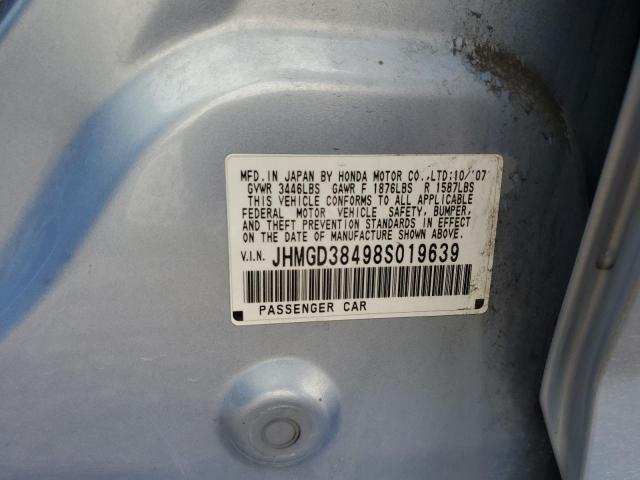 MFD. IN JAPAN BY HONDA MOTOR CO.,LTD:10/'07
GVWR 3446LBS GAWR F 1876LBS R 1587LBS
THIS VEHICLE CONFORMS TO ALL APPLICABLE
FEDERAL MOTOR VEHICLE SAFETY, BUMPER,
AND THEFT PREVENTION STANDARDS IN EFFECT
ON THE DATE OF MANUFACTURE SHOWN ABOVE.
V.I.N. JHMGD38498S019639
PASSENGER CAR